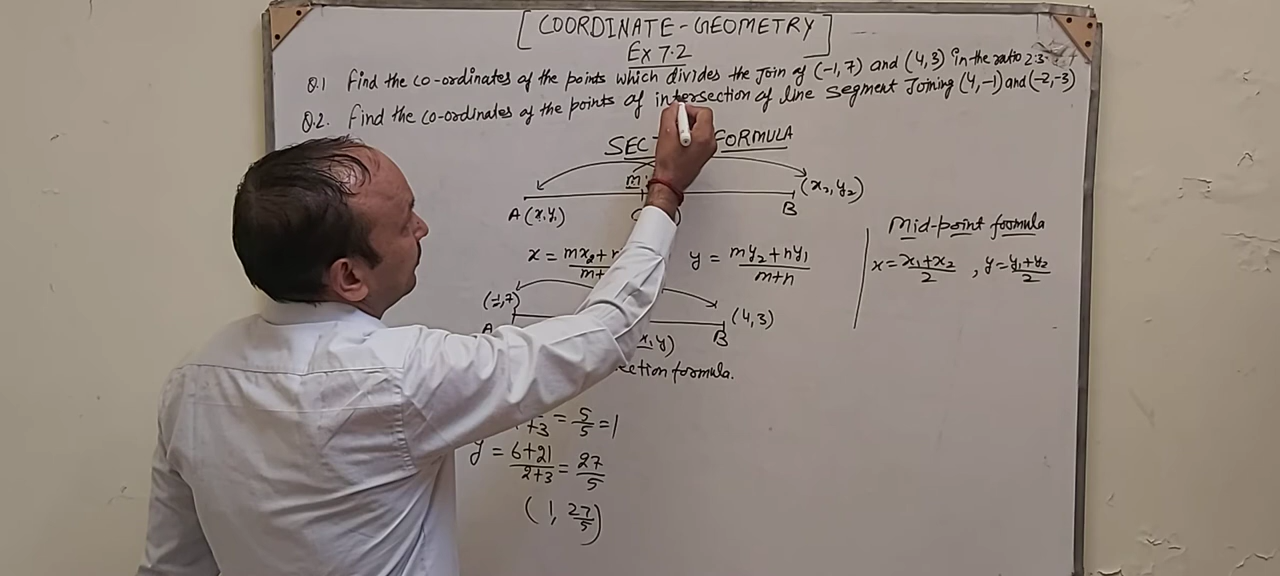 [COORDINATE-GEOMETRY]
Ex 7.2
Q.1 Find the co-ordinates of the points which divides the join of (-1,7) and (4,3) in the ratio 2:3.
Q.2. Find the co-ordinates of the points of intersection of line segment Joining (4,-1) and (-2,-3)
SEC FORMULA
m
A (x, y₁)
B
(x₂, y₂)
x = mx₂+n
m+
y = my₂+ny₁
m+n
Mid-point formula
x = x₁+x₂/2 , y = y₁+y₂/2
(-1,7)
(4,3)
A
x, y)
B
ection formula.
+3 = 5/5 = 1
y = 6+21/2+3 = 27/5
(1, 27/5)